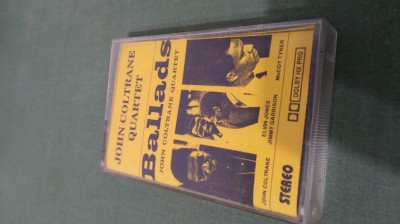 JOHN COLTRANE
QUARTET
Ballads
JOHN COLTRANE QUARTET
JOHN COLTRANE
ELVIN JONES
JIMMY GARRISON
McCOY TYNER
STEREO
DOLBY HX PRO